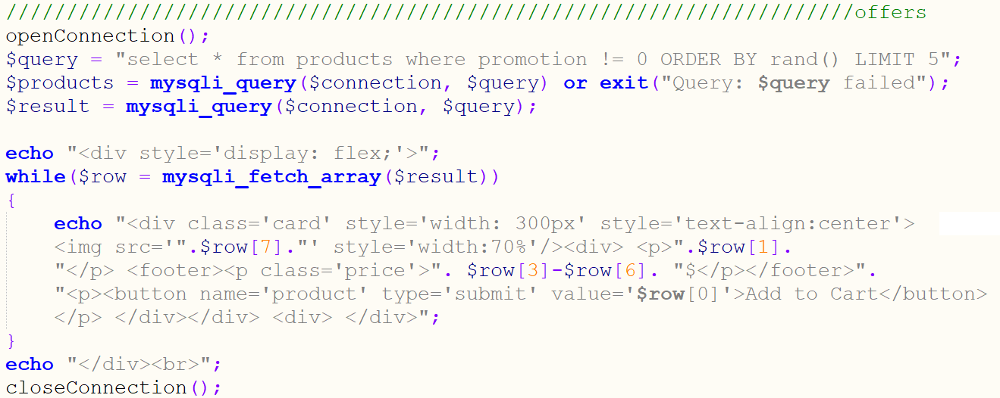 //////////////////////////////////////////////////////////////////////offers
openConnection();
$query = "select * from products where promotion != 0 ORDER BY rand() LIMIT 5";
$products = mysqli_query($connection, $query) or exit("Query: $query failed");
$result = mysqli_query($connection, $query);

echo "<div style='display: flex;'>";
while($row = mysqli_fetch_array($result))
{
    echo "<div class='card' style='width: 300px' style='text-align:center'>
    <img src='".$row[7]."' style='width:70%'/><div> <p>".$row[1].
    "</p> <footer><p class='price'>". $row[3]-$row[6]. "$</p></footer>".
    "<p><button name='product' type='submit' value='$row[0]'>Add to Cart</button>
    </p> </div></div> <div> </div>";
}
echo "</div><br>";
closeConnection();